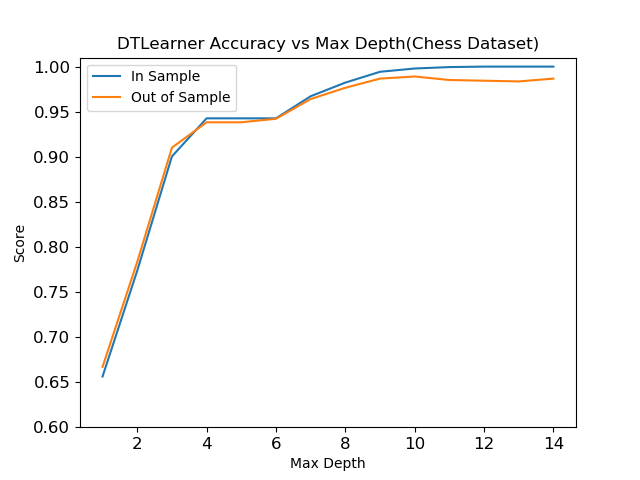 DTLearner Accuracy vs Max Depth(Chess Dataset)
In Sample
Out of Sample
1.00
0.95
0.90
0.85
0.80
0.75
0.70
0.65
0.60
Score
2 4 6 8 10 12 14
Max Depth